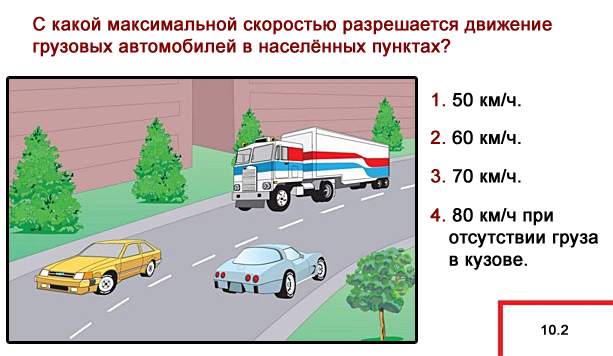 С какой максимальной скоростью разрешается движение
грузовых автомобилей в населённых пунктах?
1. 50 км/ч.
2. 60 км/ч.
3. 70 км/ч.
4. 80 км/ч при
отсутствии груза
в кузове.
10.2